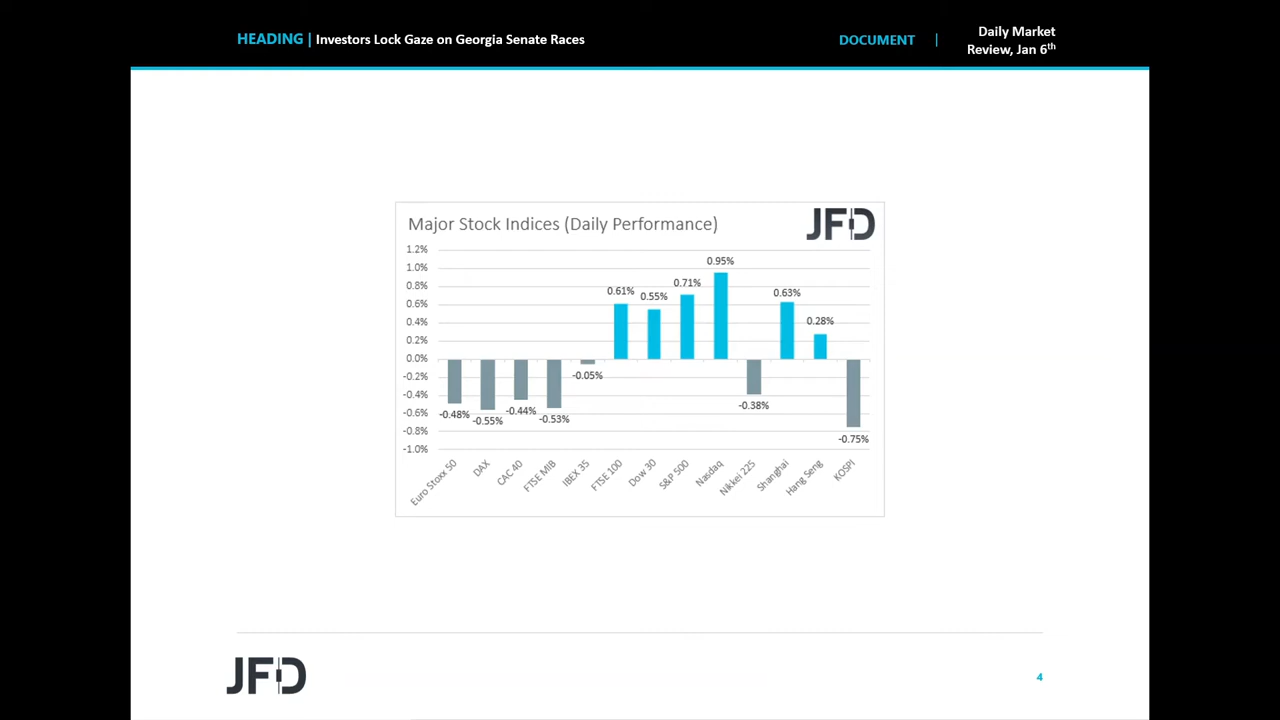 HEADING | Investors Lock Gaze on Georgia Senate Races
DOCUMENT |
Daily Market
Review, Jan 6th
Major Stock Indices (Daily Performance)
JFD
1.2%
1.0%
0.8%
0.6%
0.4%
0.2%
0.0%
-0.2%
-0.4%
-0.6%
-0.8%
-1.0%
-0.48%
-0.55%
-0.44%
-0.53%
-0.05%
0.61%
0.55%
0.71%
0.95%
-0.38%
0.63%
0.28%
-0.75%
Euro Stoxx 50
DAX
CAC 40
FTSE MIB
IBEX 35
FTSE 100
Dow 30
S&P 500
Nasdaq
Nikkei 225
Shanghai
Hang Seng
KOSPI
JFD
4